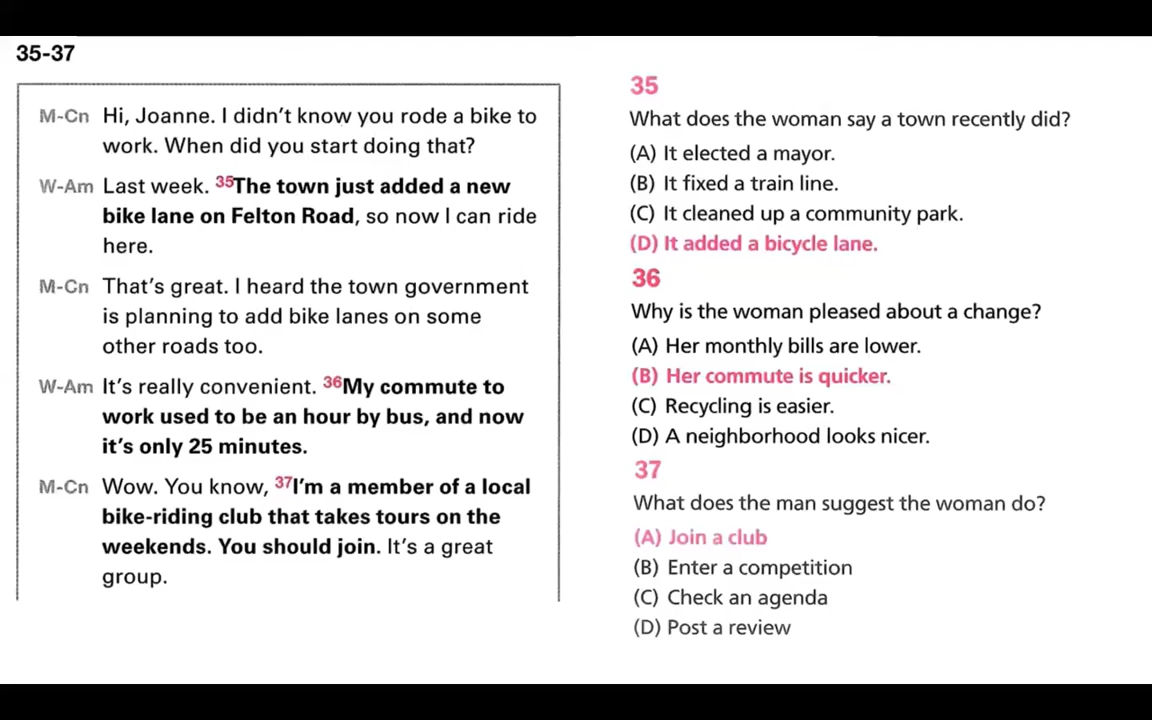 35-37
M-Cn Hi, Joanne. I didn't know you rode a bike to
work. When did you start doing that?
W-Am Last week. 35The town just added a new
bike lane on Felton Road, so now I can ride
here.
M-Cn That's great. I heard the town government
is planning to add bike lanes on some
other roads too.
W-Am It's really convenient. 36My commute to
work used to be an hour by bus, and now
it's only 25 minutes.
M-Cn Wow. You know, 37I'm a member of a local
bike-riding club that takes tours on the
weekends. You should join. It's a great
group.
35
What does the woman say a town recently did?
(A) It elected a mayor.
(B) It fixed a train line.
(C) It cleaned up a community park.
(D) It added a bicycle lane.
36
Why is the woman pleased about a change?
(A) Her monthly bills are lower.
(B) Her commute is quicker.
(C) Recycling is easier.
(D) A neighborhood looks nicer.
37
What does the man suggest the woman do?
(A) Join a club
(B) Enter a competition
(C) Check an agenda
(D) Post a review